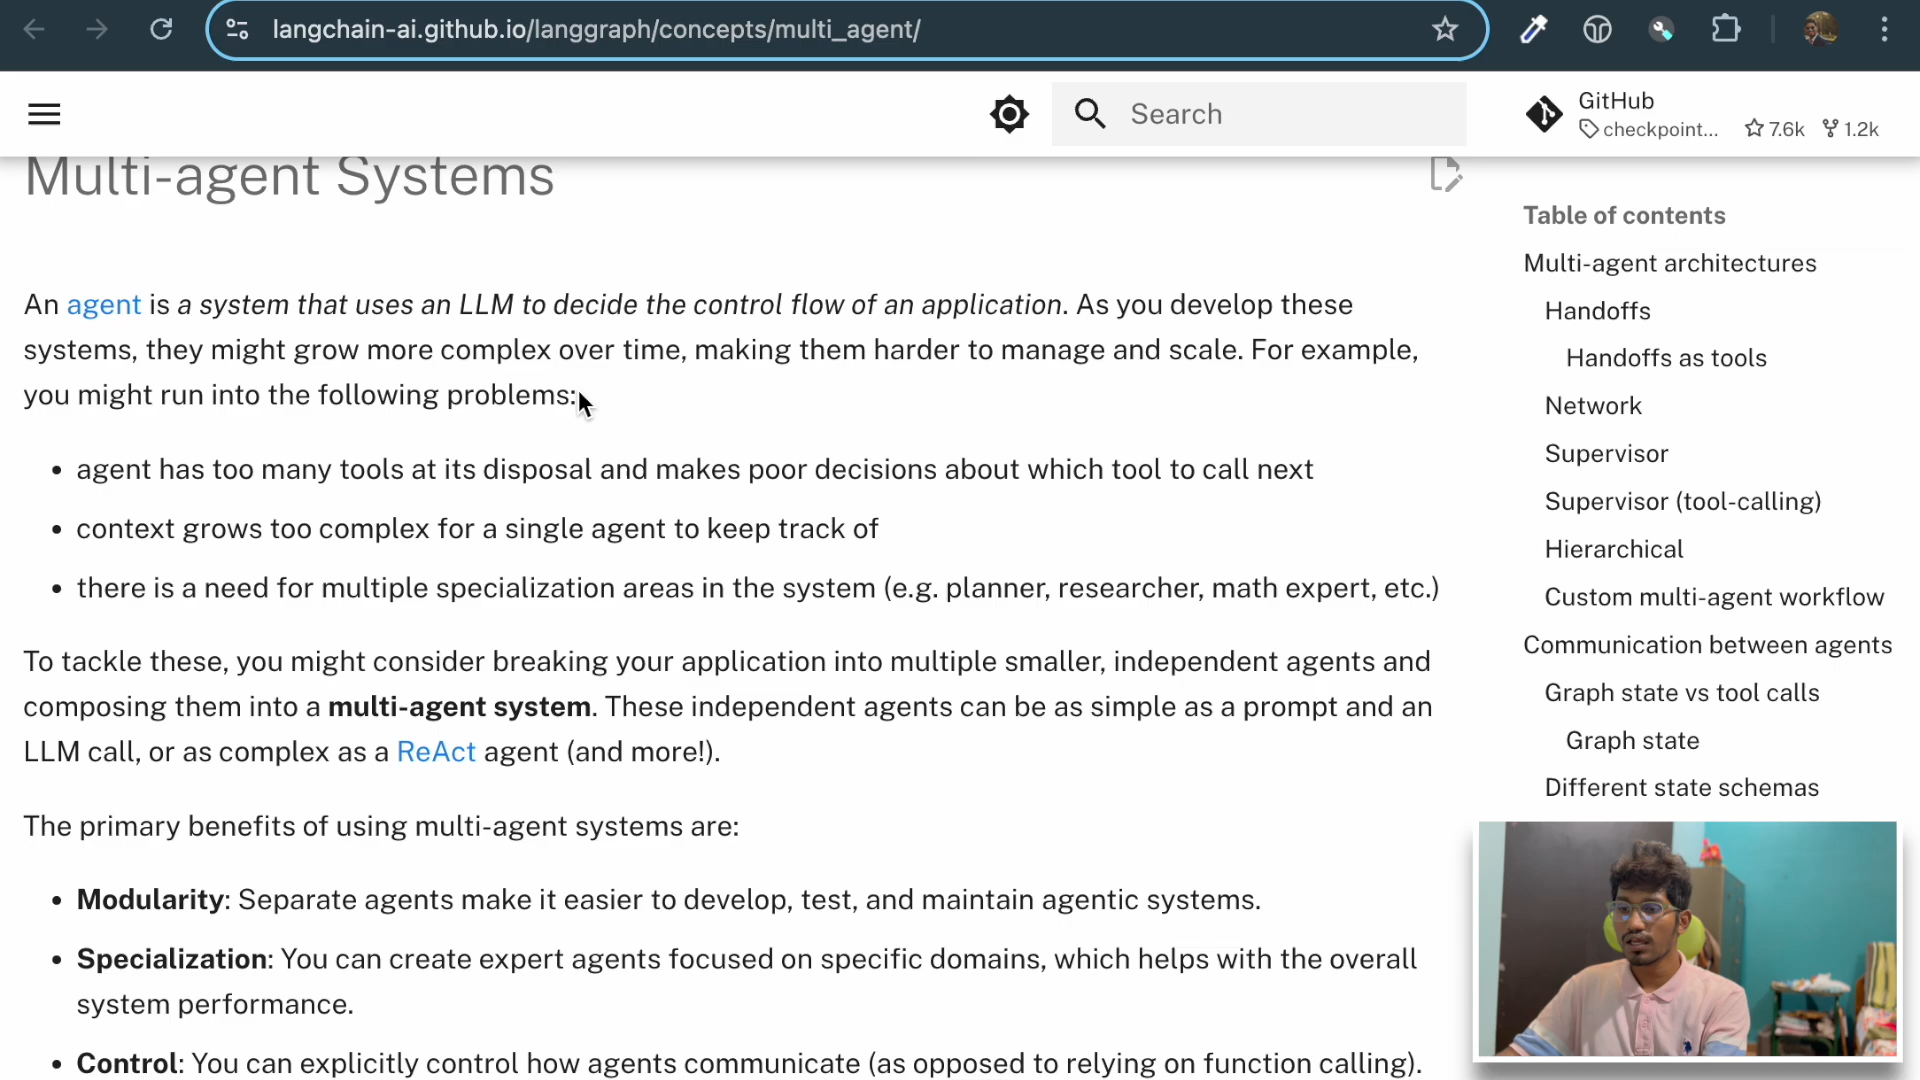 langchain-ai.github.io/langgraph/concepts/multi_agent/
Search
GitHub
checkpoint... 7.6k 1.2k
Multi-agent Systems
An agent is a system that uses an LLM to decide the control flow of an application. As you develop these
systems, they might grow more complex over time, making them harder to manage and scale. For example,
you might run into the following problems:
• agent has too many tools at its disposal and makes poor decisions about which tool to call next
• context grows too complex for a single agent to keep track of
• there is a need for multiple specialization areas in the system (e.g. planner, researcher, math expert, etc.)
To tackle these, you might consider breaking your application into multiple smaller, independent agents and
composing them into a multi-agent system. These independent agents can be as simple as a prompt and an
LLM call, or as complex as a ReAct agent (and more!).
The primary benefits of using multi-agent systems are:
• Modularity: Separate agents make it easier to develop, test, and maintain agentic systems.
• Specialization: You can create expert agents focused on specific domains, which helps with the overall
system performance.
• Control: You can explicitly control how agents communicate (as opposed to relying on function calling).
Table of contents
Multi-agent architectures
Handoffs
Handoffs as tools
Network
Supervisor
Supervisor (tool-calling)
Hierarchical
Custom multi-agent workflow
Communication between agents
Graph state vs tool calls
Graph state
Different state schemas